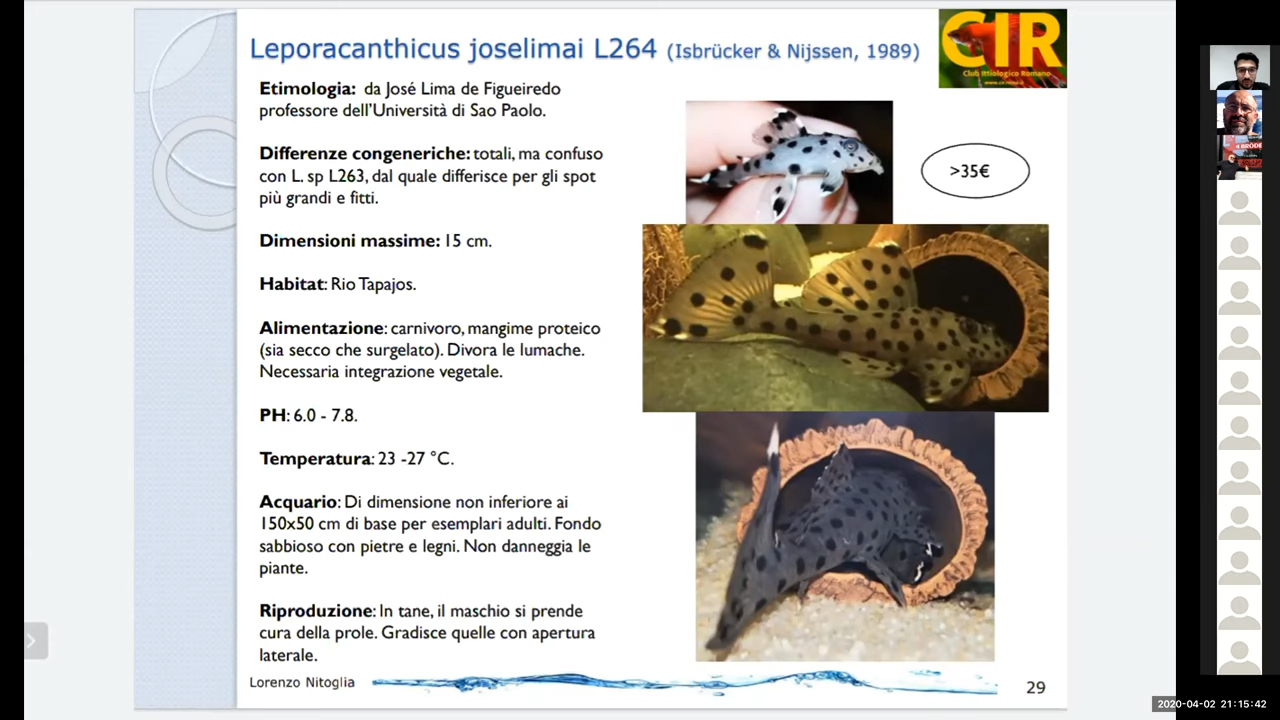 Leporacanthicus joselimai L264 (Isbrücker & Nijssen, 1989)
CIR
Club Ittiologico Romano
Etimologia: da José Lima de Figueiredo
professore dell'Università di Sao Paolo.
Differenze congeneriche: totali, ma confuso
con L. sp L263, dal quale differisce per gli spot
più grandi e fitti.
>35€
Dimensioni massime: 15 cm.
Habitat: Rio Tapajos.
Alimentazione: carnivoro, mangime proteico
(sia secco che surgelato). Divora le lumache.
Necessaria integrazione vegetale.
PH: 6.0 - 7.8.
Temperatura: 23 -27 °C.
Acquario: Di dimensione non inferiore ai
150x50 cm di base per esemplari adulti. Fondo
sabbioso con pietre e legni. Non danneggia le
piante.
Riproduzione: In tane, il maschio si prende
cura della prole. Gradisce quelle con apertura
laterale.
Lorenzo Nitoglia
29
2020-04-02 21:15:42